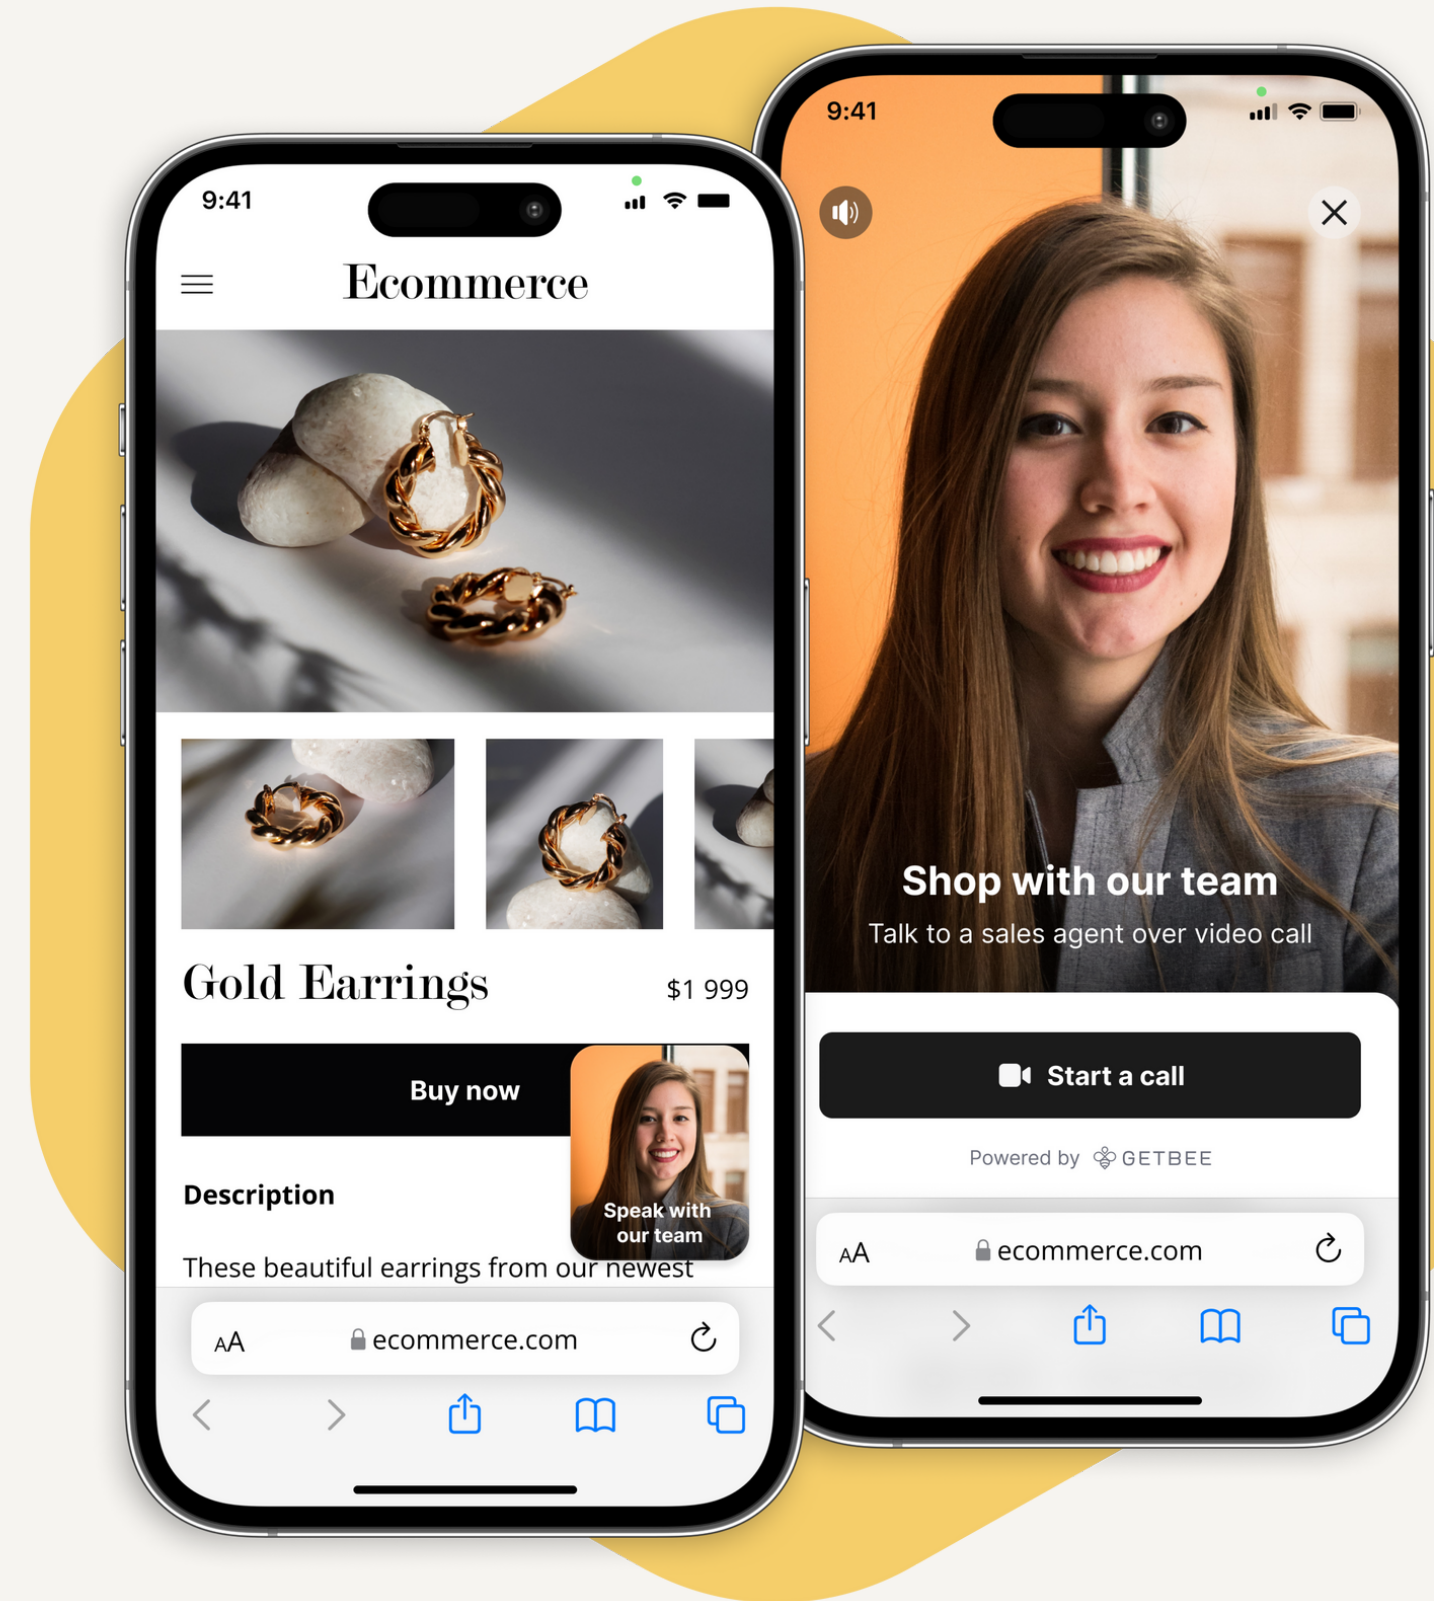 9:41
Ecommerce
Gold Earrings
$1 999
Buy now
Speak with
our team
Description
These beautiful earrings from our newest
AA
ecommerce.com
9:41
Shop with our team
Talk to a sales agent over video call
Start a call
Powered by GETBEE
AA
ecommerce.com